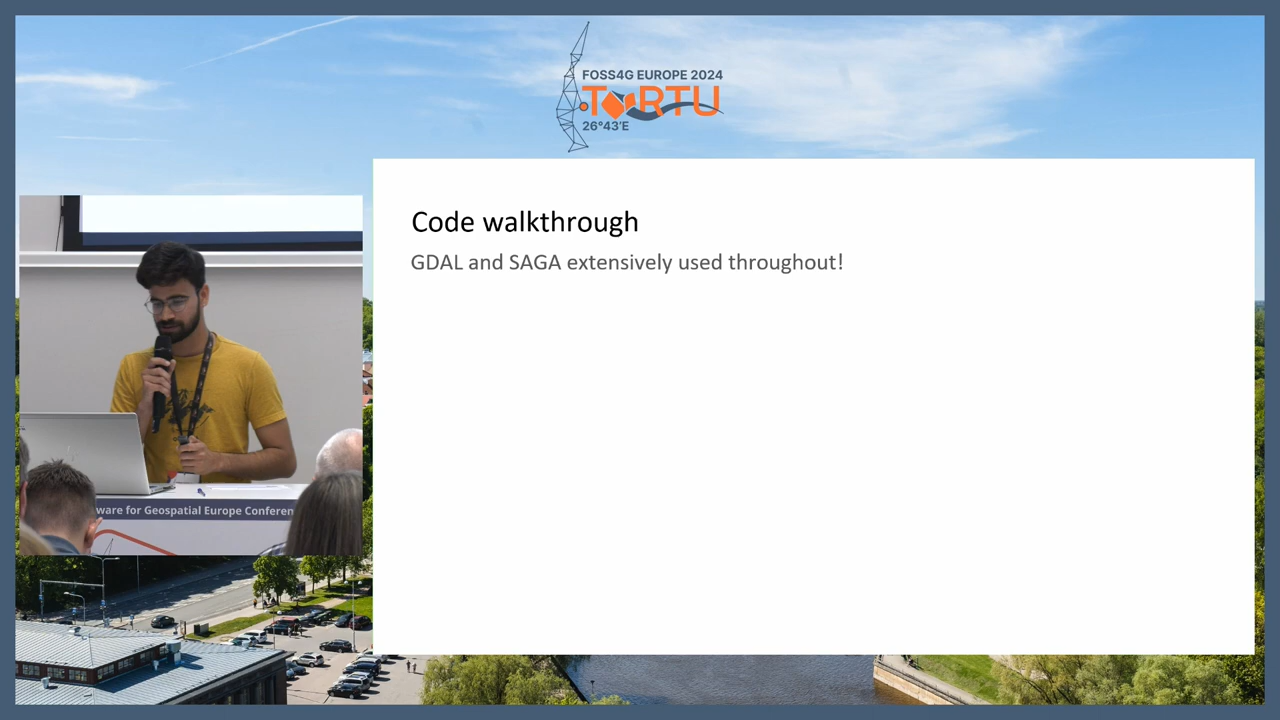 FOSS4G EUROPE 2024
TARTU
26°43'E
Code walkthrough
GDAL and SAGA extensively used throughout!
ware for Geospatial Europe Conferen